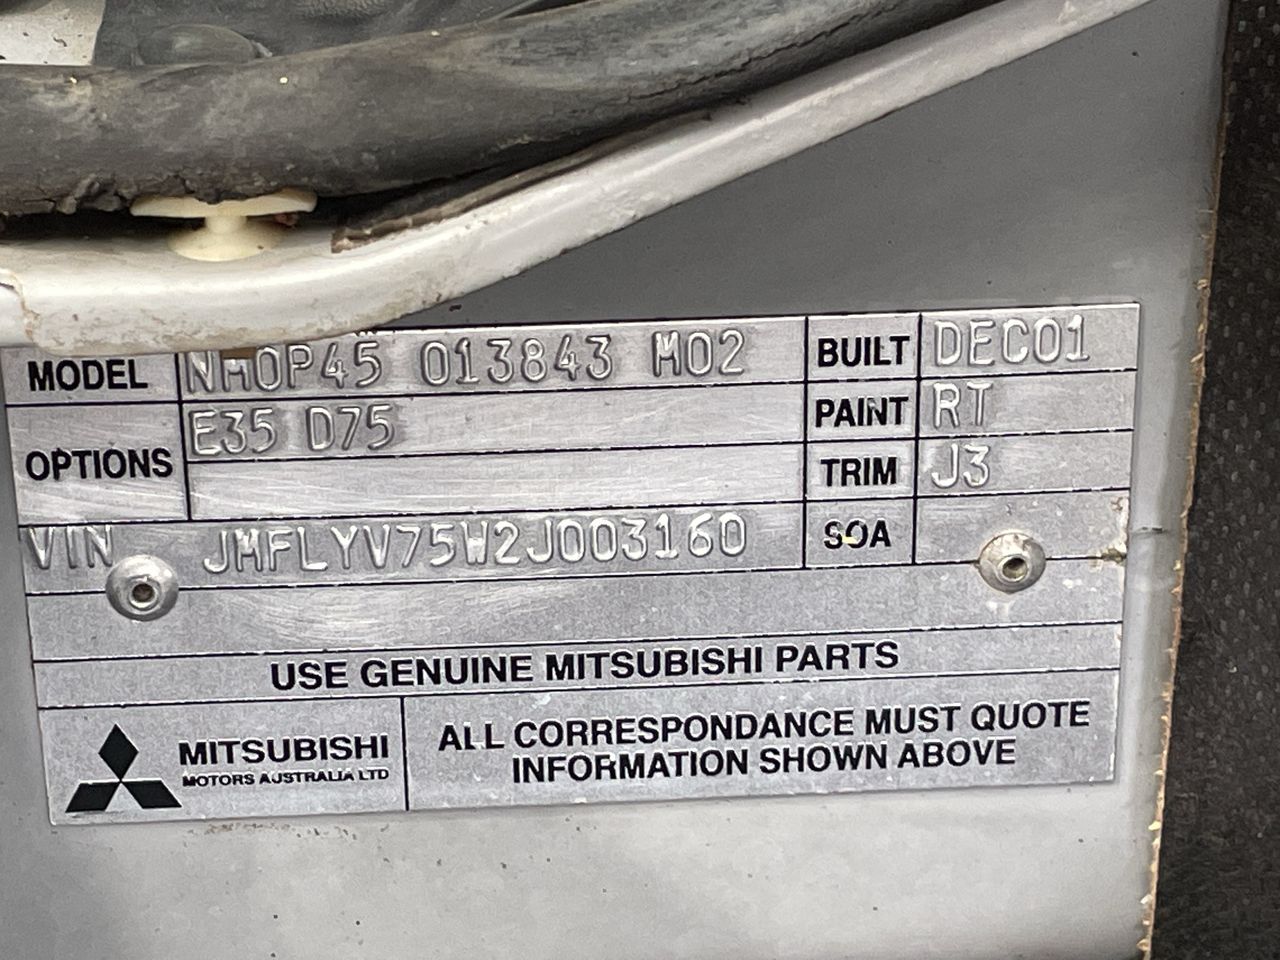 MODEL NMOP45 013843 M02 BUILT DEC01
OPTIONS E35 D75 PAINT RT
TRIM J3
VIN JMFLYV75W2J003160 SOA
USE GENUINE MITSUBISHI PARTS
MITSUBISHI
MOTORS AUSTRALIA LTD
ALL CORRESPONDANCE MUST QUOTE
INFORMATION SHOWN ABOVE